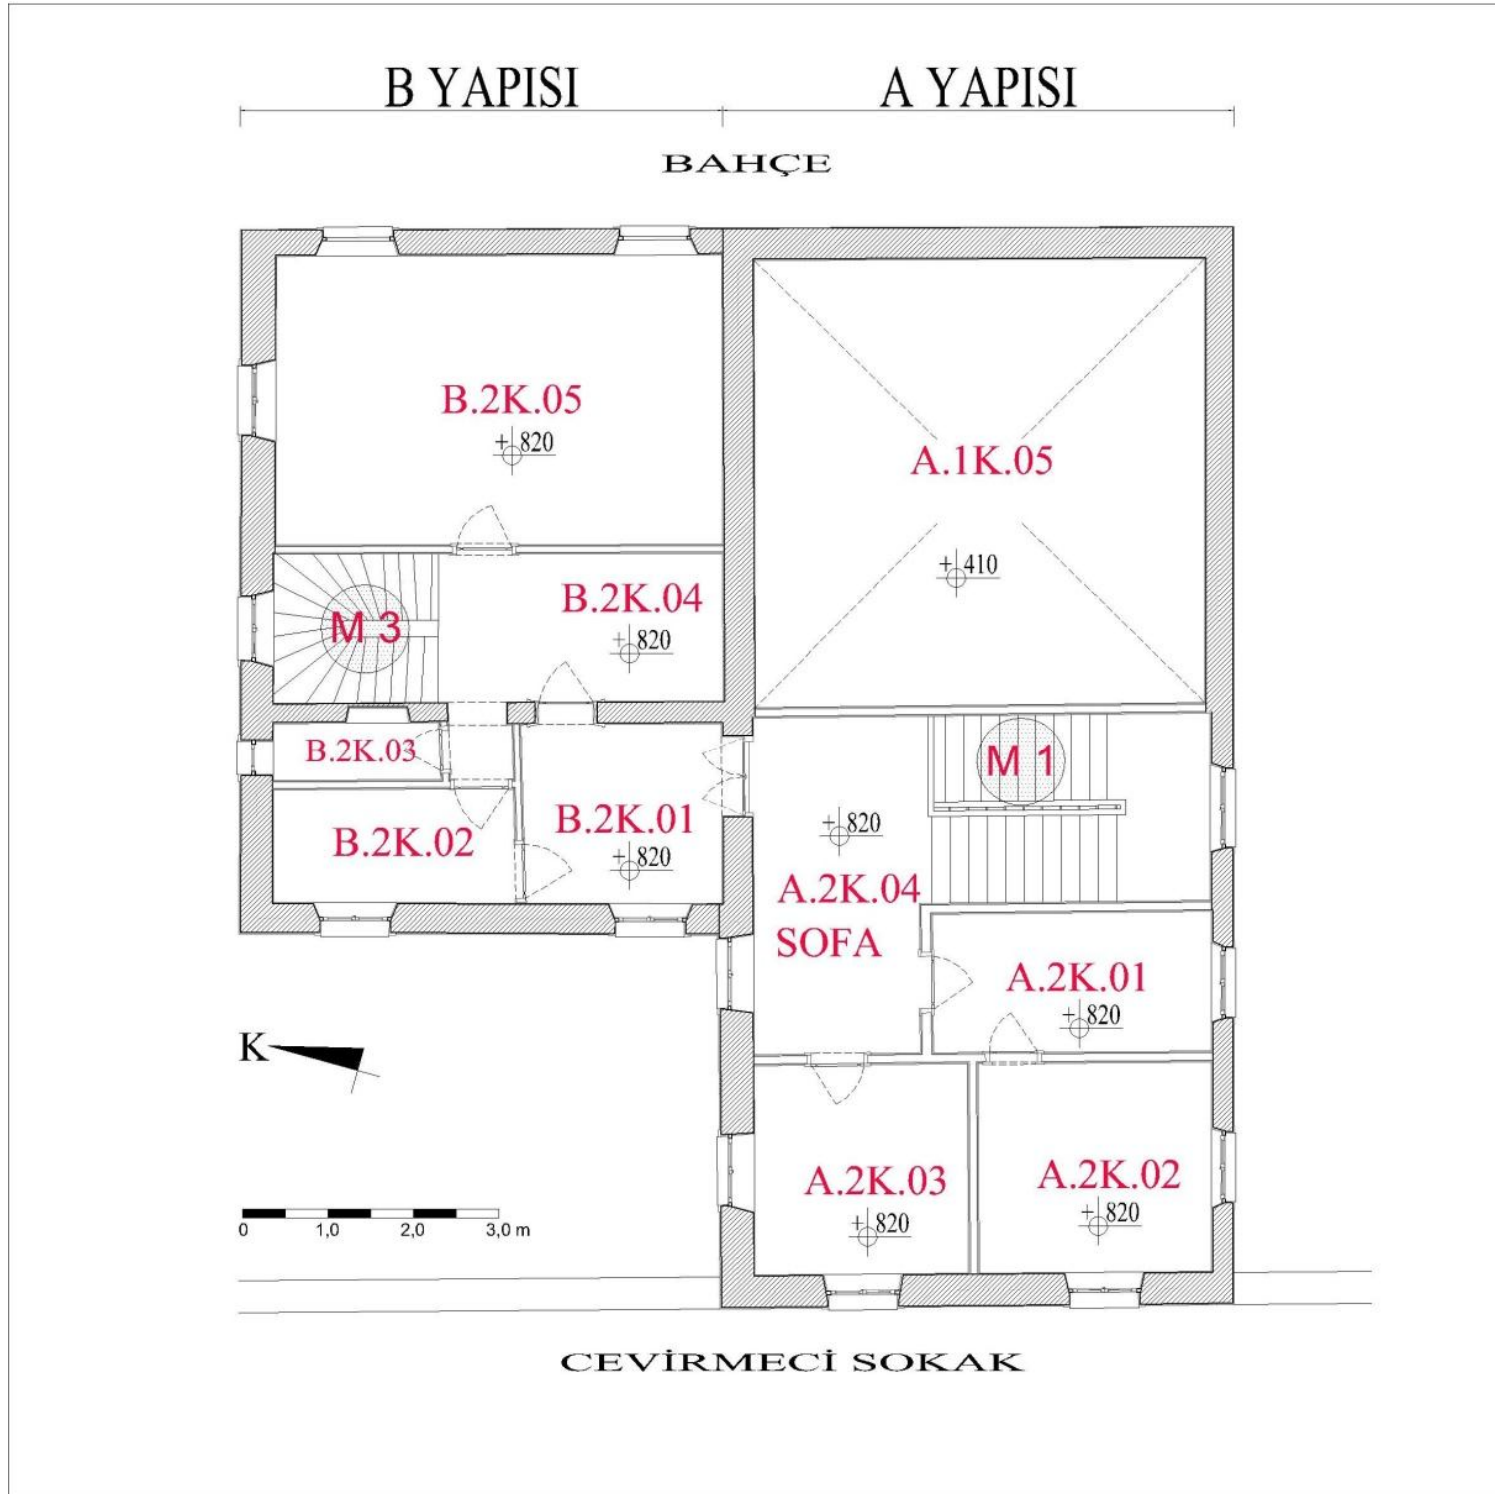 B YAPISI
A YAPISI
BAHÇE
B.2K.05
+ 820
A.1K.05
+ 410
B.2K.04
+ 820
M 3
B.2K.03
M 1
B.2K.02
B.2K.01
+ 820
+ 820
A.2K.04
SOFA
A.2K.01
+ 820
K
A.2K.03
+ 820
A.2K.02
+ 820
0 1,0 2,0 3,0 m
CEVİRMECİ SOKAK